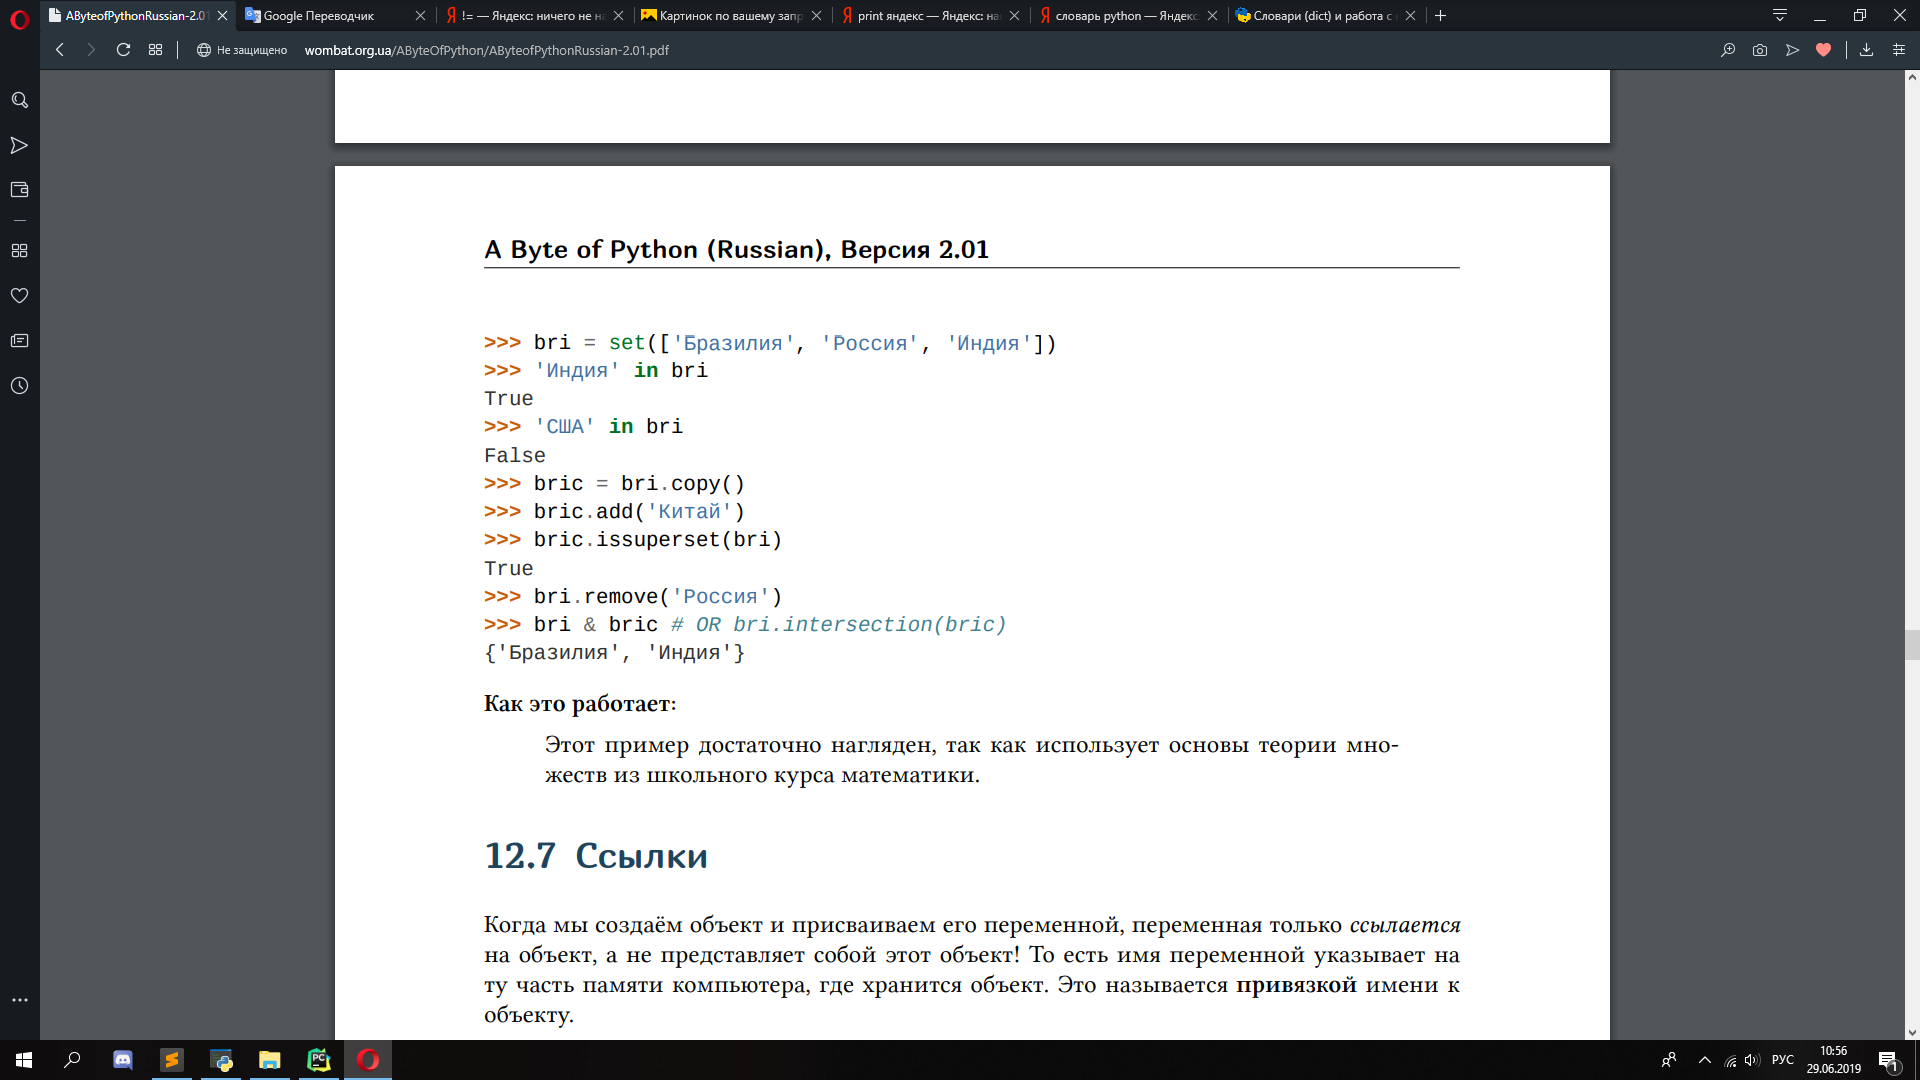 AByteofPythonRussian-2.01
Google Переводчик
!= — Яндекс: ничего не на
Картинок по вашему запр
print яндекс — Яндекс: на
словарь python — Яндекс
Словари (dict) и работа с
Не защищено wombat.org.ua/AByteOfPython/AByteofPythonRussian-2.01.pdf
A Byte of Python (Russian), Версия 2.01
>>> bri = set(['Бразилия', 'Россия', 'Индия'])
>>> 'Индия' in bri
True
>>> 'США' in bri
False
>>> bric = bri.copy()
>>> bric.add('Китай')
>>> bric.issuperset(bri)
True
>>> bri.remove('Россия')
>>> bri & bric # OR bri.intersection(bric)
{'Бразилия', 'Индия'}
Как это работает:
Этот пример достаточно нагляден, так как использует основы теории мно-
жеств из школьного курса математики.
12.7 Ссылки
Когда мы создаём объект и присваиваем его переменной, переменная только ссылается
на объект, а не представляет собой этот объект! То есть имя переменной указывает на
ту часть памяти компьютера, где хранится объект. Это называется привязкой имени к
объекту.
PC
РУС
10:56
29.06.2019
1